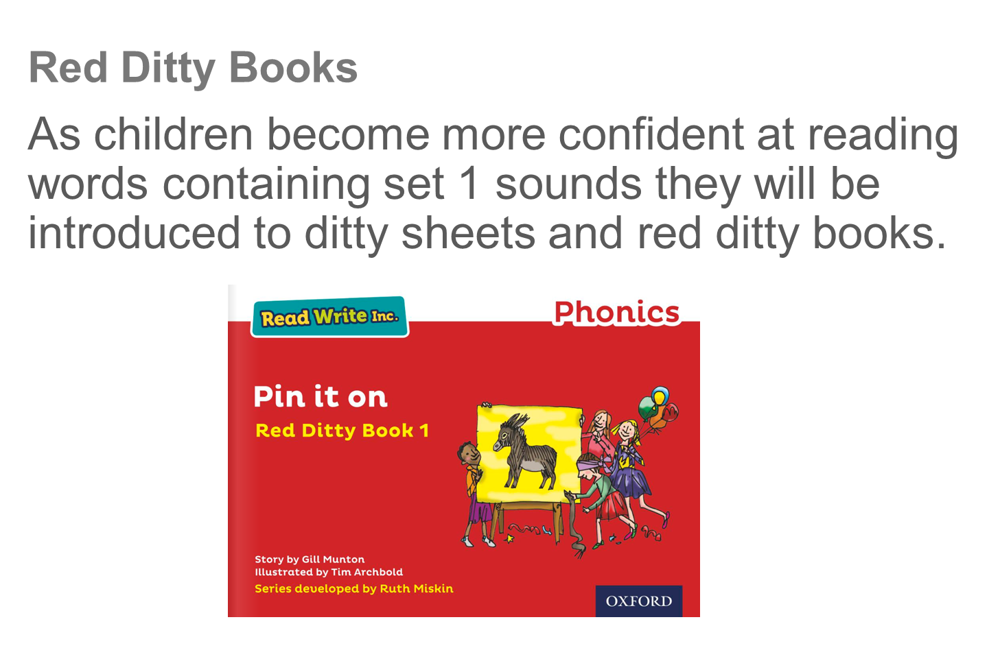 Red Ditty Books
As children become more confident at reading
words containing set 1 sounds they will be
introduced to ditty sheets and red ditty books.
Read Write Inc.
Phonics
Pin it on
Red Ditty Book 1
Story by Gill Munton
Illustrated by Tim Archbold
Series developed by Ruth Miskin
OXFORD